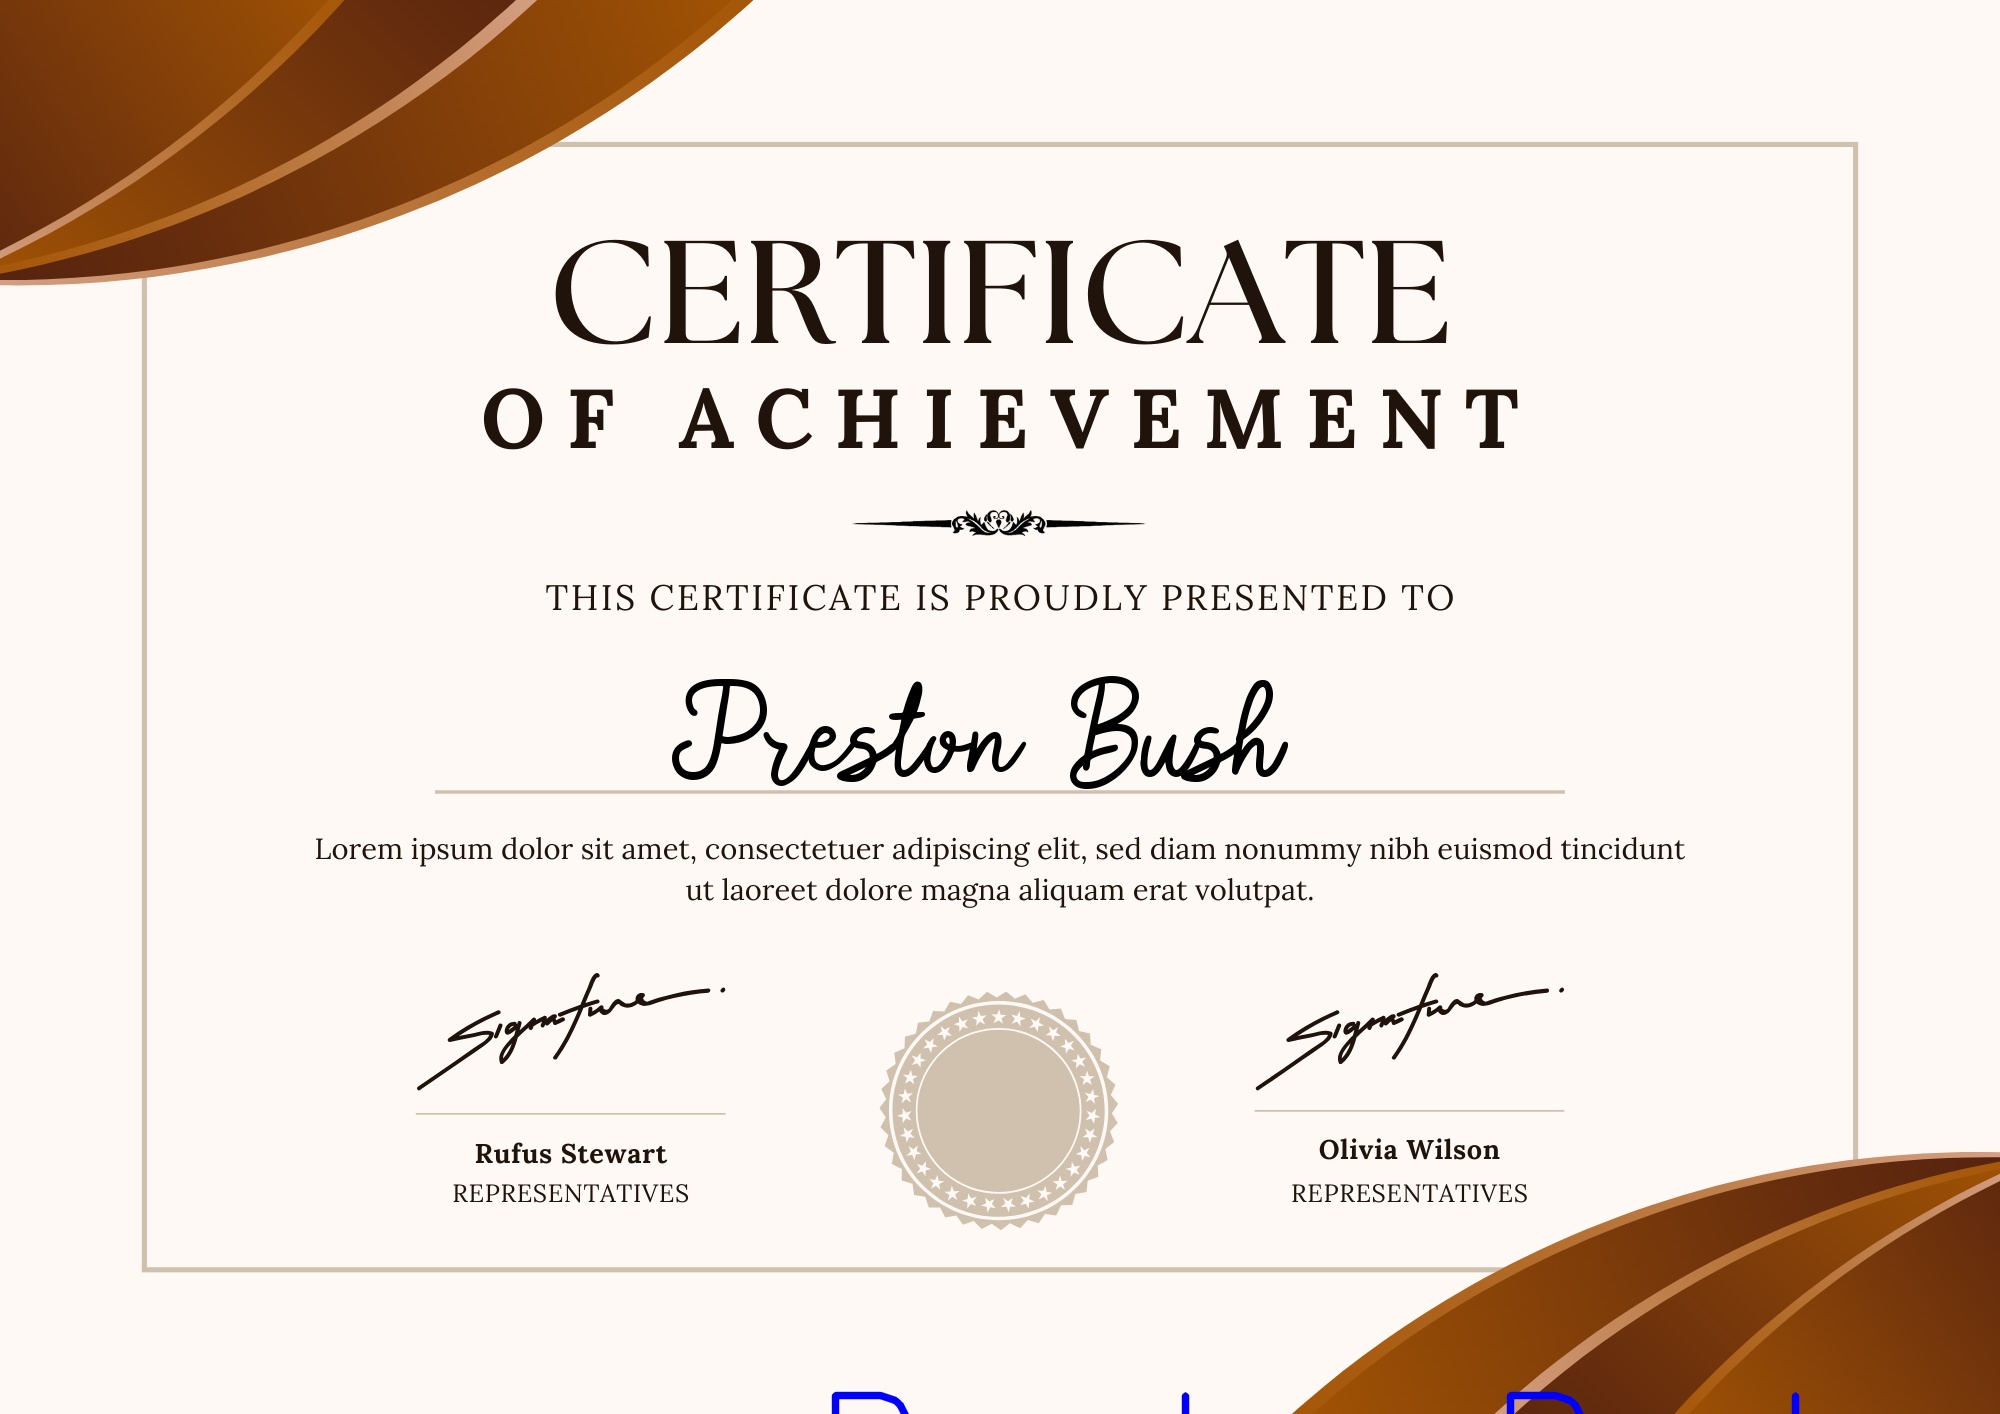 CERTIFICATE
OF ACHIEVEMENT
THIS CERTIFICATE IS PROUDLY PRESENTED TO
Preston Bush
Lorem ipsum dolor sit amet, consectetuer adipiscing elit, sed diam nonummy nibh euismod tincidunt
ut laoreet dolore magna aliquam erat volutpat.
Signature Signature
Rufus Stewart Olivia Wilson
REPRESENTATIVES REPRESENTATIVES